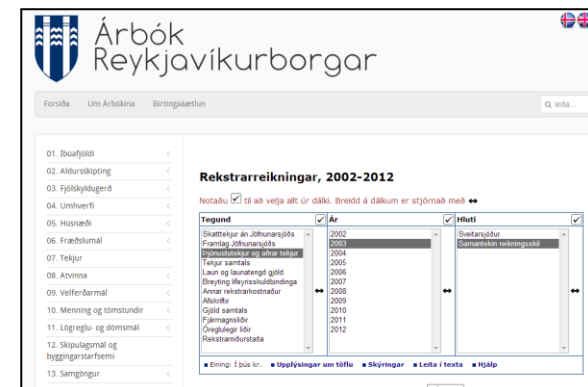 Árbók
Reykjavíkurborgar
Forsíða Um Árbókina Birtingaáætlun
leita...
01. Íbúafjöldi
02. Aldursskipting
03. Fjölskyldugerð
04. Umhverfi
05. Húsnæði
06. Fræðslumál
07. Tekjur
08. Atvinna
09. Velferðarmál
10. Menning og tómstundir
11. Lögreglu- og dómsmál
12. Skipulagsmál og
byggingarstarfsemi
13. Samgöngur
Rekstrarreikningar, 2002-2012
Notaðu til að velja allt úr dálki. Breidd á dálkum er stjórnað með
Tegund Ár Hluti
Skatttekjur án Jöfnunarsjóðs
Framlag Jöfnunarsjóðs
Þjónustutekjur og aðrar tekjur
Tekjur samtals
Laun og launatengd gjöld
Breyting lífeyrisskuldbindinga
Annar rekstrarkostnaður
Afskriftir
Gjöld samtals
Fjármagnsliðir
Óreglulegir liðir
Rekstrarniðurstaða
2002
2003
2004
2005
2006
2007
2008
2009
2010
2011
2012
Sveitarsjóður
Samantekin reikningsskil
Eining: Í þús kr. Upplýsingar um töflu Skýringar Leita í texta Hjálp